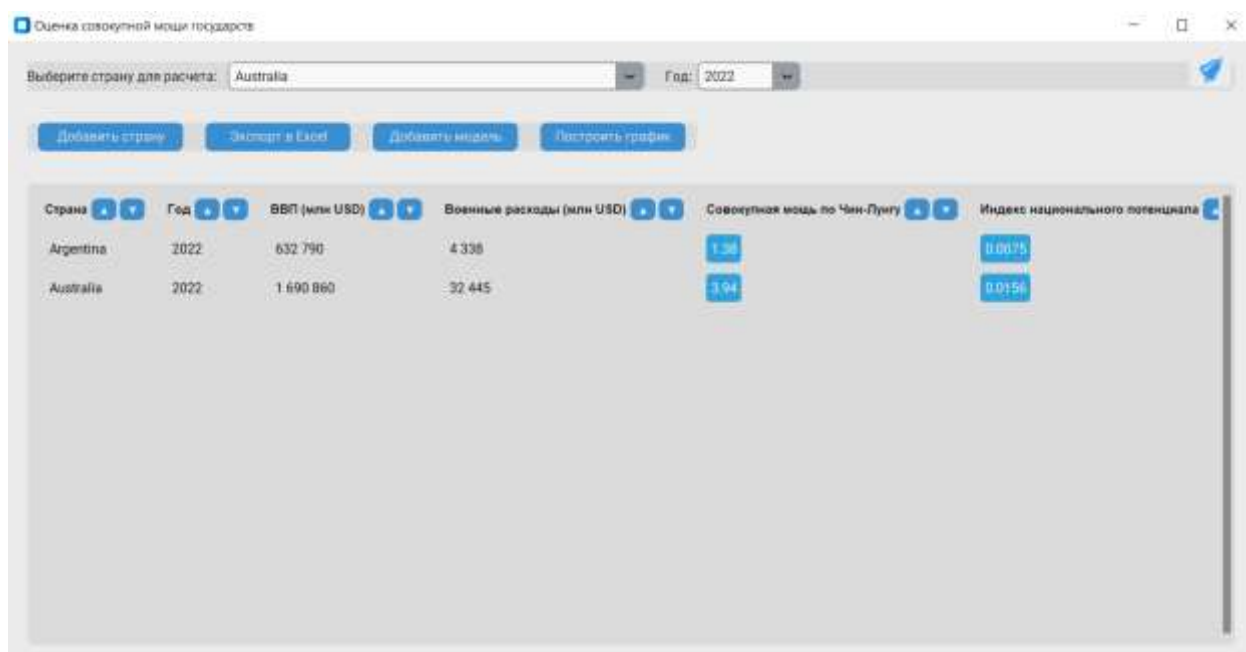 Оценка совокупной мощи государств
Выберите страну для расчета: Australia Год: 2022
Добавить страну Экспорт в Excel Добавить модель Построить график
Страна Год ВВП (млн USD) Военные расходы (млн USD) Совокупная мощь по Чин-Лунгу Индекс национального потенциала
Argentina 2022 632 790 4 338 1.38 0.0075
Australia 2022 1 690 860 32 445 3.94 0.0156